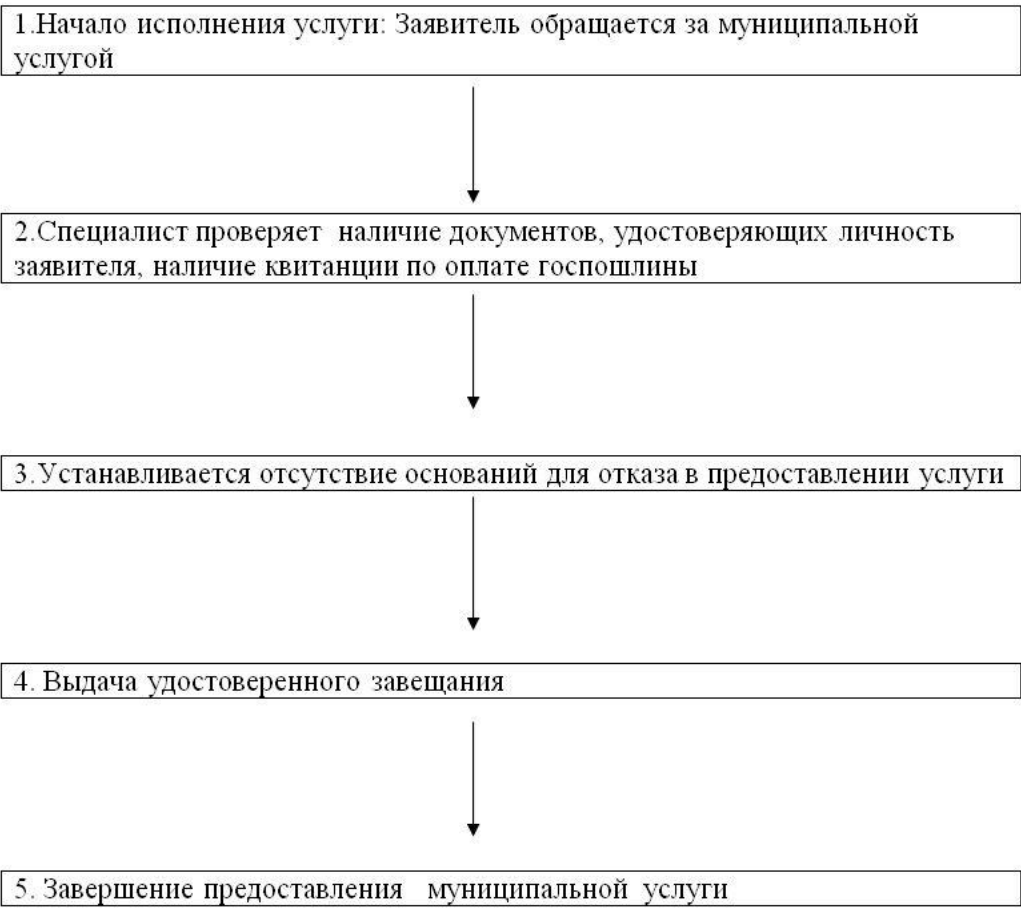 1.Начало исполнения услуги: Заявитель обращается за муниципальной
услугой
2.Специалист проверяет наличие документов, удостоверяющих личность
заявителя, наличие квитанции по оплате госпошлины
3.Устанавливается отсутствие оснований для отказа в предоставлении услуги
4. Выдача удостоверенного завещания
5. Завершение предоставления муниципальной услуги